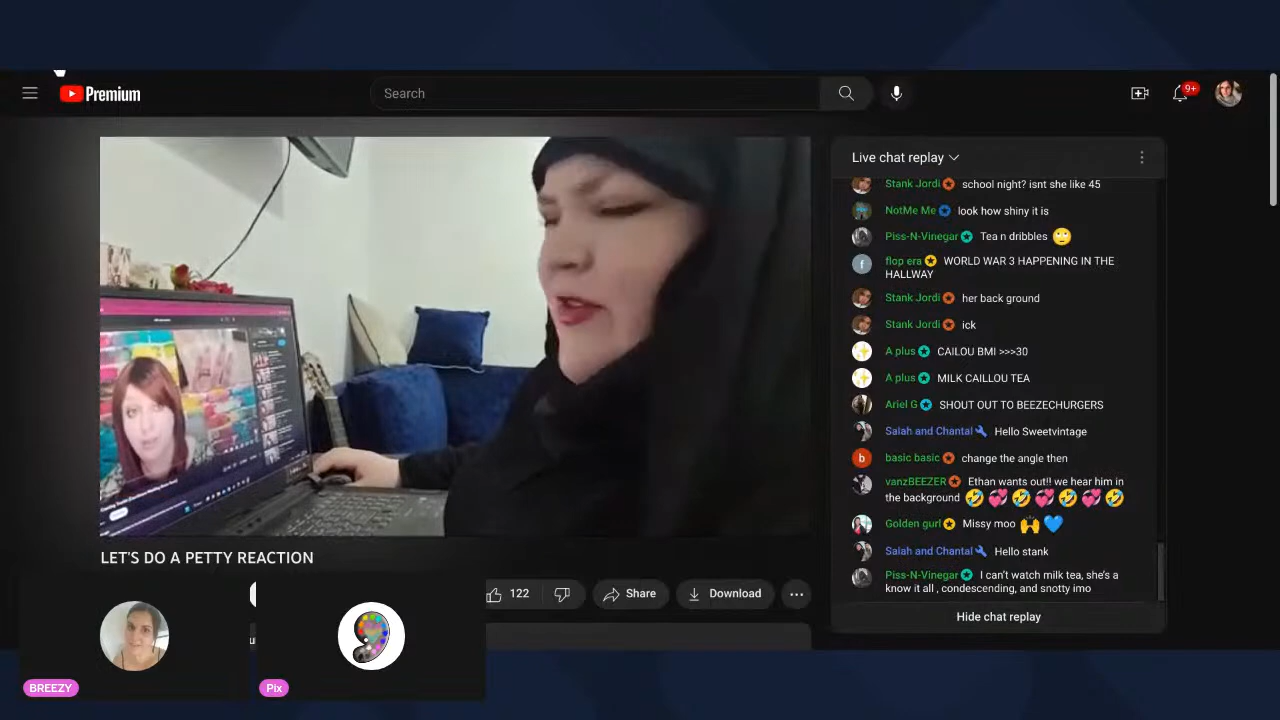 Premium
Search
9+
Live chat replay
Stank Jordi school night? isnt she like 45
NotMe Me look how shiny it is
Piss-N-Vinegar Tea n dribbles
f
flop era WORLD WAR 3 HAPPENING IN THE
HALLWAY
Stank Jordi her back ground
Stank Jordi ick
A plus CAILOU BMI >>>30
A plus MILK CAILLOU TEA
Ariel G SHOUT OUT TO BEEZECHURGERS
Salah and Chantal Hello Sweetvintage
b
basic basic change the angle then
vanzBEEZER Ethan wants out!! we hear him in
the background
Golden gurl Missy moo
Salah and Chantal Hello stank
Piss-N-Vinegar I can't watch milk tea, she's a
know it all , condescending, and snotty imo
Hide chat replay
LET'S DO A PETTY REACTION
122
Share
Download
BREEZY
Pix